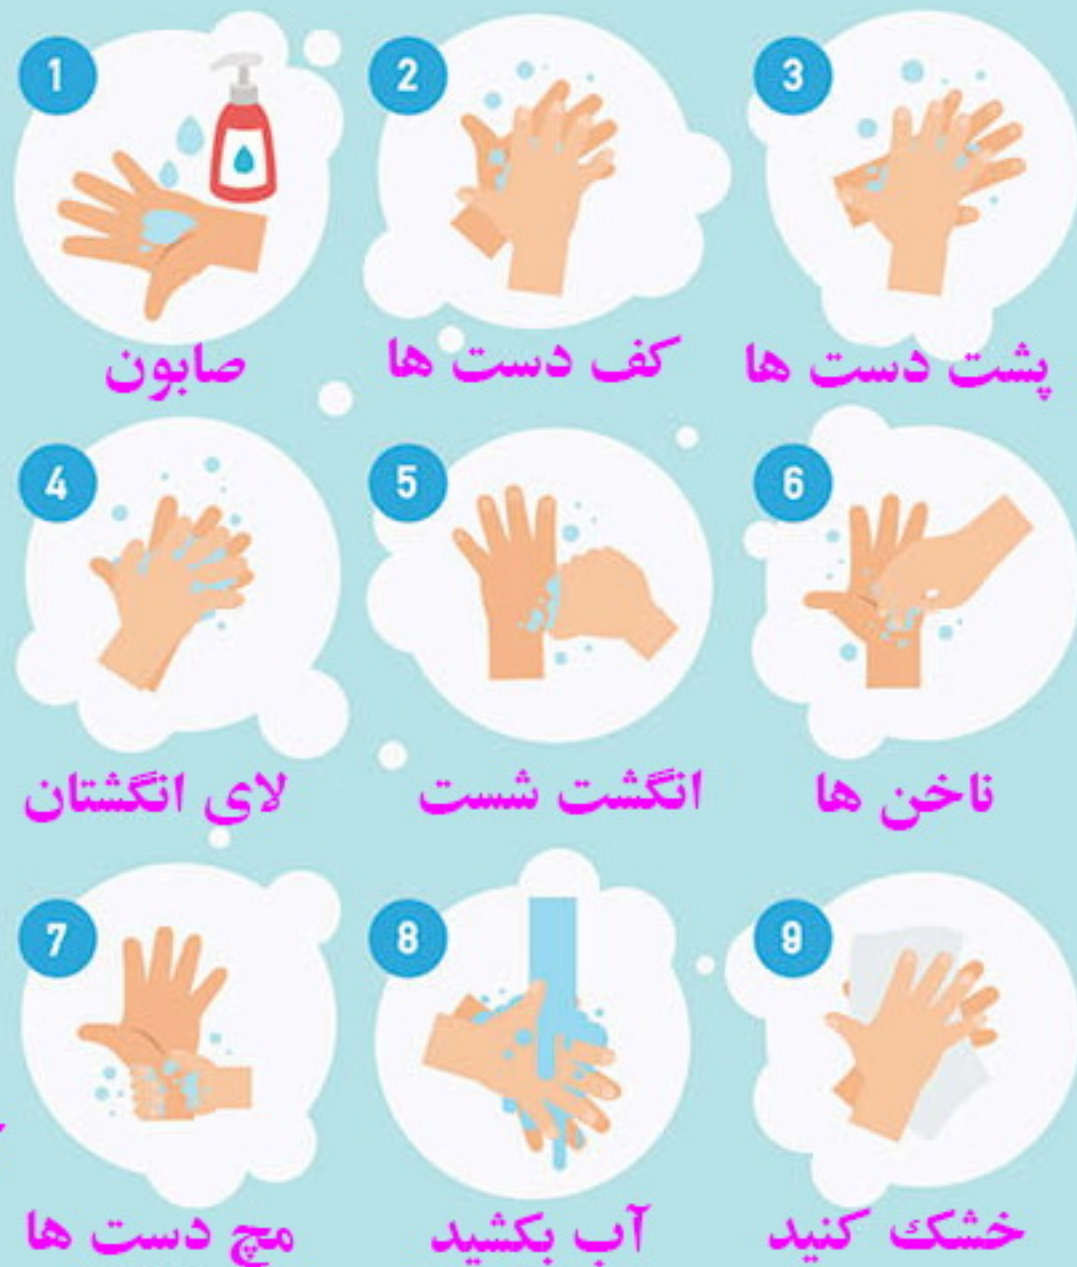 1
صابون
2
کف دست ها
3
پشت دست ها
4
لای انگشتان
5
انگشت شست
6
ناخن ها
7
مچ دست ها
8
آب بکشید
9
خشک کنید